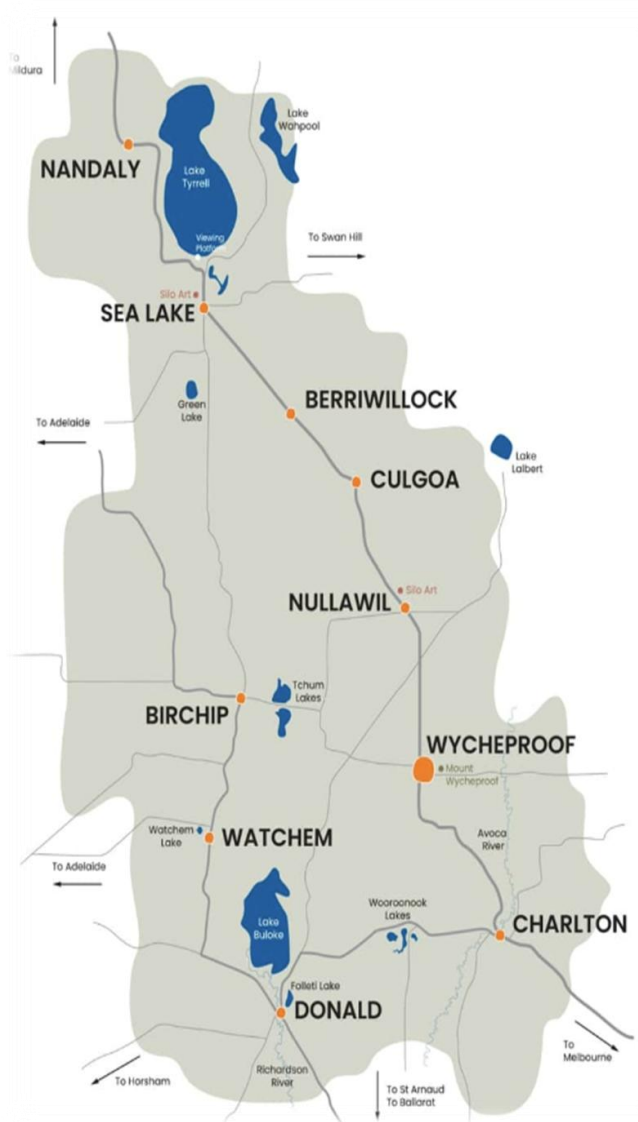 To
Mildura
Lake
Wahpool
NANDALY
Lake
Tyrrell
Viewing
Platform
To Swan Hill
Silo Art
SEA LAKE
Green
Lake
BERRIWILLOCK
To Adelaide
Lake
Lalbert
CULGOA
Silo Art
NULLAWIL
Tchum
Lakes
BIRCHIP
WYCHEPROOF
Mount
Wycheproof
Watchem
Lake
WATCHEM
Avoca
River
To Adelaide
Wooroonook
Lakes
Lake
Buloke
CHARLTON
Folleti Lake
DONALD
To
Melbourne
Richardson
River
To Horsham
To St Arnaud
To Ballarat